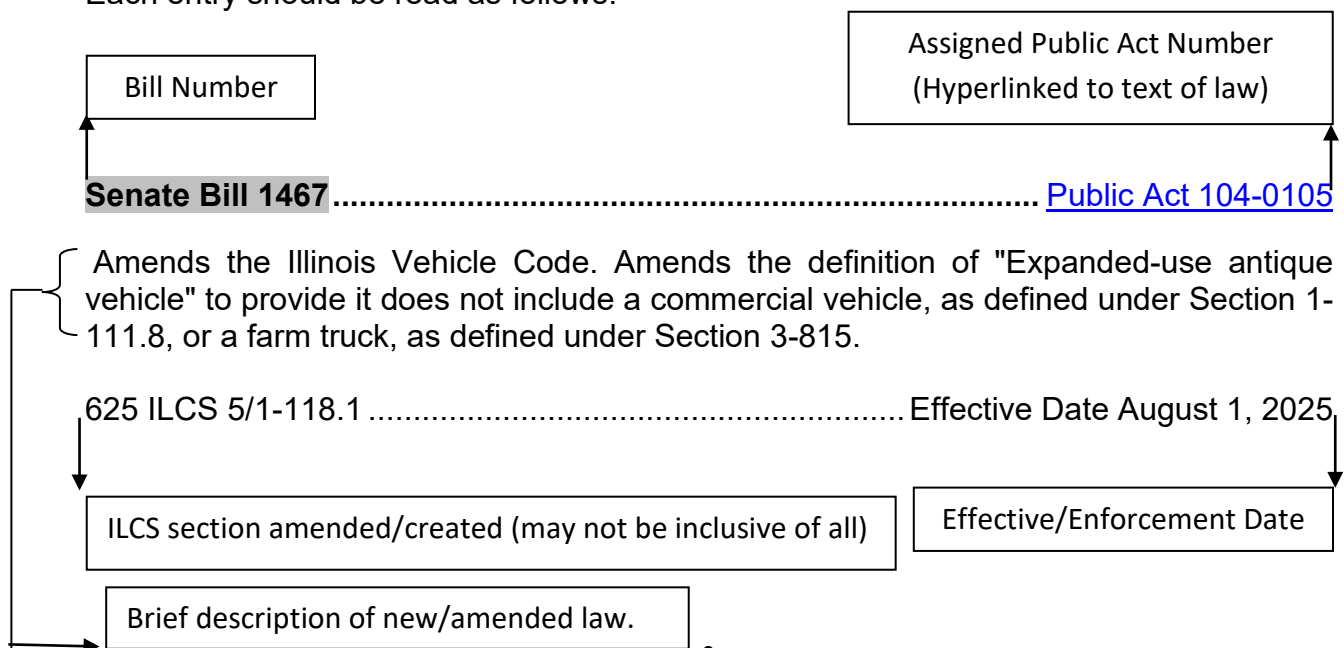 Each entry should be read as follows:
Assigned Public Act Number
(Hyperlinked to text of law)
Bill Number
Senate Bill 1467.............................................................................. Public Act 104-0105
Amends the Illinois Vehicle Code. Amends the definition of "Expanded-use antique
vehicle" to provide it does not include a commercial vehicle, as defined under Section 1-
111.8, or a farm truck, as defined under Section 3-815.
625 ILCS 5/1-118.1 ............................................................Effective Date August 1, 2025
ILCS section amended/created (may not be inclusive of all)
Effective/Enforcement Date
Brief description of new/amended law.